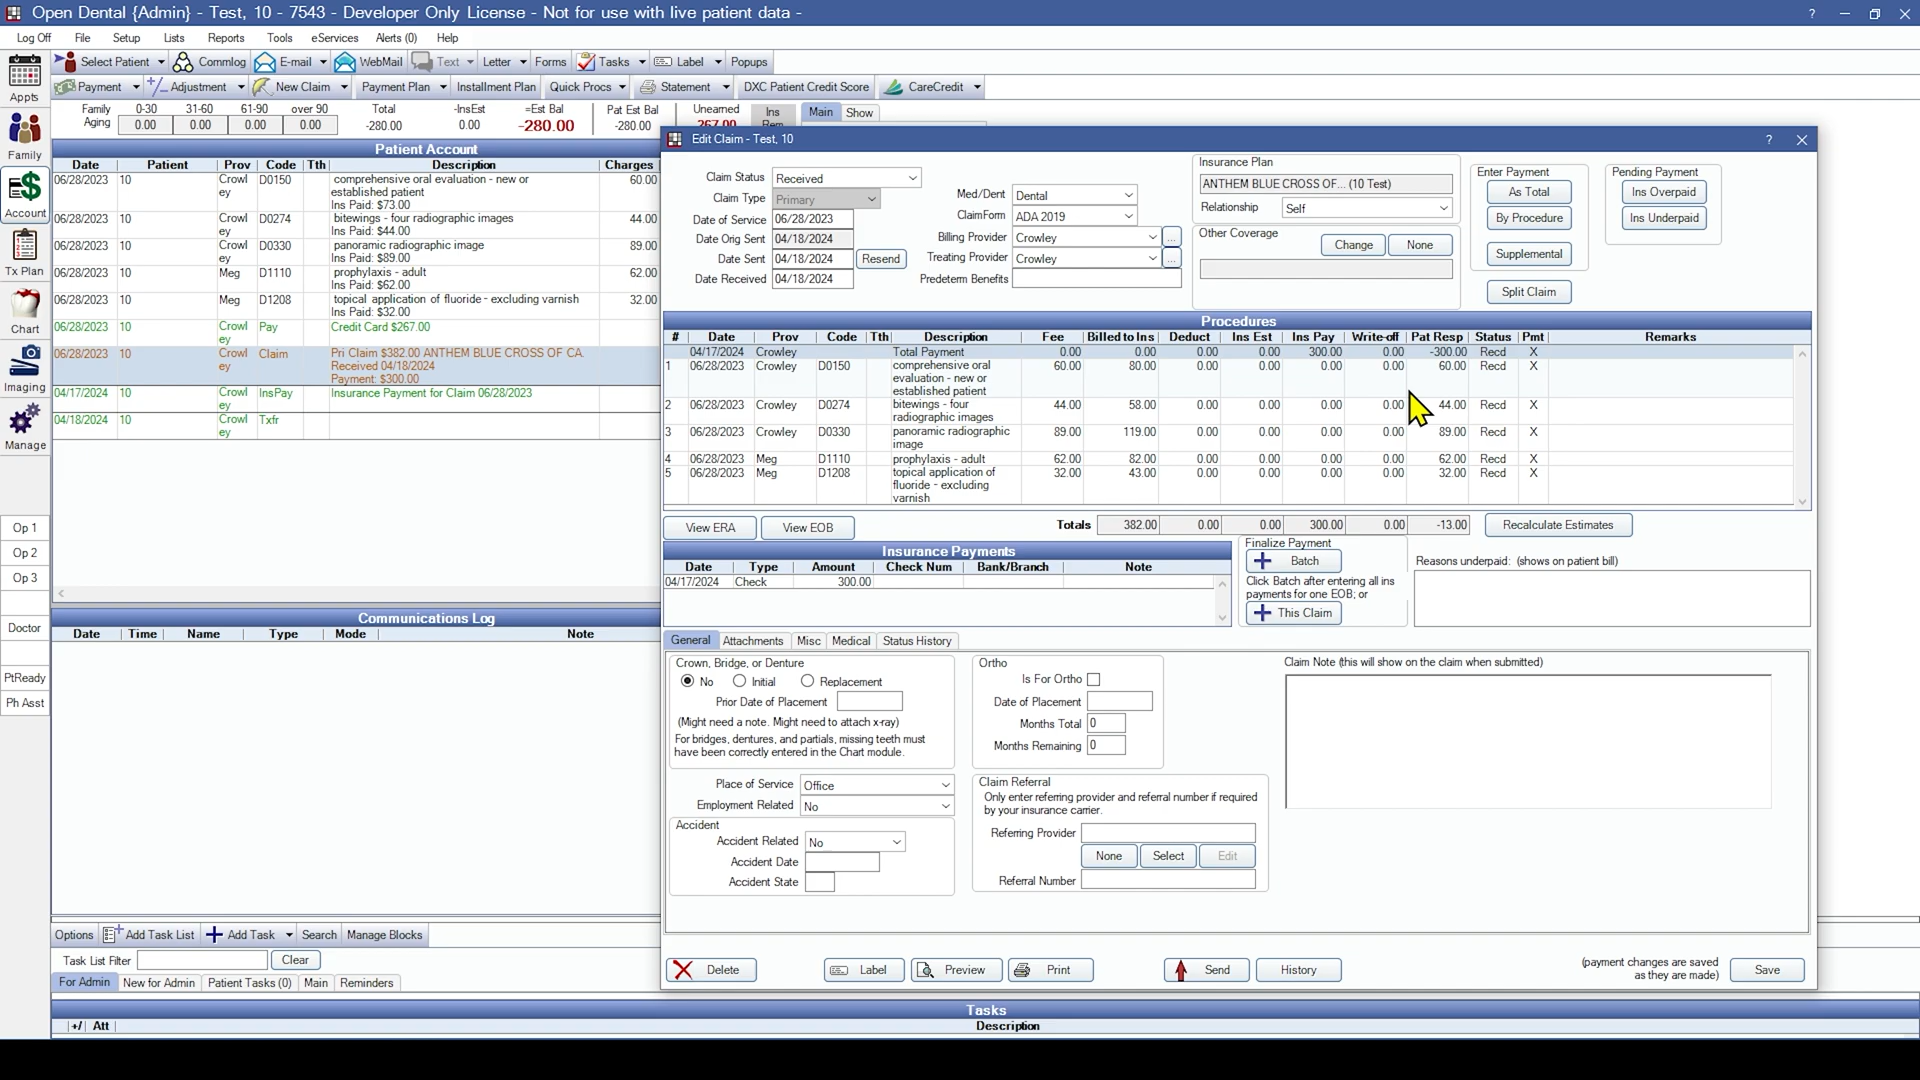 Open Dental {Admin} - Test, 10 - 7543 - Developer Only License - Not for use with live patient data -
Log Off File Setup Lists Reports Tools eServices Alerts (0) Help
Select Patient Commlog E-mail WebMail Text Letter Forms Tasks Label Popups
Payment Adjustment New Claim Payment Plan Installment Plan Quick Procs Statement DXC Patient Credit Score CareCredit
Appts
Family
Account
Tx Plan
Chart
Imaging
Manage
Op 1
Op 2
Op 3
Doctor
PtReady
Ph Asst
Family Aging
0-30 31-60 61-90 over 90 Total -InsEst =Est Bal Pat Est Bal Unearned
0.00 0.00 0.00 0.00 -280.00 0.00 -280.00 -280.00 267.00
Ins Rem
Main Show
Patient Account
Date Patient Prov Code Tth Description Charges
06/28/2023 10 Crowl ey D0150 comprehensive oral evaluation - new or 60.00
established patient
Ins Paid: $73.00
06/28/2023 10 Crowl ey D0274 bitewings - four radiographic images 44.00
Ins Paid: $44.00
06/28/2023 10 Crowl ey D0330 panoramic radiographic image 89.00
Ins Paid: $89.00
06/28/2023 10 Meg D1110 prophylaxis - adult 62.00
Ins Paid: $62.00
06/28/2023 10 Meg D1208 topical application of fluoride - excluding varnish 32.00
Ins Paid: $32.00
06/28/2023 10 Crowl ey Pay Credit Card $267.00
06/28/2023 10 Crowl ey Claim Pri Claim $382.00 ANTHEM BLUE CROSS OF CA.
Received 04/18/2024
Payment: $300.00
04/17/2024 10 Crowl ey InsPay Insurance Payment for Claim 06/28/2023
04/18/2024 10 Crowl ey Txfr
Communications Log
Date Time Name Type Mode Note
Options Add Task List Add Task Search Manage Blocks
Task List Filter Clear
For Admin New for Admin Patient Tasks (0) Main Reminders
Tasks
+/ Att Description
Edit Claim - Test, 10
Claim Status Received
Claim Type Primary
Date of Service 06/28/2023
Date Orig Sent 04/18/2024
Date Sent 04/18/2024 Resend
Date Received 04/18/2024
Med/Dent Dental
ClaimForm ADA 2019
Billing Provider Crowley ...
Treating Provider Crowley ...
Predeterm Benefits
Insurance Plan
ANTHEM BLUE CROSS OF... (10 Test)
Relationship Self
Other Coverage Change None
Enter Payment
As Total
By Procedure
Supplemental
Split Claim
Pending Payment
Ins Overpaid
Ins Underpaid
Procedures
# Date Prov Code Tth Description Fee Billed to Ins Deduct Ins Est Ins Pay Write-off Pat Resp Status Pmt Remarks
04/17/2024 Crowley Total Payment 0.00 0.00 0.00 0.00 300.00 0.00 -300.00 Recd X
1 06/28/2023 Crowley D0150 comprehensive oral 60.00 80.00 0.00 0.00 0.00 0.00 60.00 Recd X
evaluation - new or
established patient
2 06/28/2023 Crowley D0274 bitewings - four 44.00 58.00 0.00 0.00 0.00 0.00 44.00 Recd X
radiographic images
3 06/28/2023 Crowley D0330 panoramic radiographic 89.00 119.00 0.00 0.00 0.00 0.00 89.00 Recd X
image
4 06/28/2023 Meg D1110 prophylaxis - adult 62.00 82.00 0.00 0.00 0.00 0.00 62.00 Recd X
5 06/28/2023 Meg D1208 topical application of 32.00 43.00 0.00 0.00 0.00 0.00 32.00 Recd X
fluoride - excluding
varnish
View ERA View EOB Totals 382.00 0.00 0.00 300.00 0.00 -13.00 Recalculate Estimates
Insurance Payments
Date Type Amount Check Num Bank/Branch Note
04/17/2024 Check 300.00
Finalize Payment
Batch
Click Batch after entering all ins
payments for one EOB; or
This Claim
Reasons underpaid: (shows on patient bill)
General Attachments Misc Medical Status History
Crown, Bridge, or Denture
No Initial Replacement
Prior Date of Placement
(Might need a note. Might need to attach x-ray)
For bridges, dentures, and partials, missing teeth must
have been correctly entered in the Chart module.
Place of Service Office
Employment Related No
Accident
Accident Related No
Accident Date
Accident State
Ortho
Is For Ortho
Date of Placement
Months Total 0
Months Remaining 0
Claim Referral
Only enter referring provider and referral number if required
by your insurance carrier.
Referring Provider
None Select Edit
Referral Number
Claim Note (this will show on the claim when submitted)
Delete Label Preview Print Send History
(payment changes are saved
as they are made)
Save